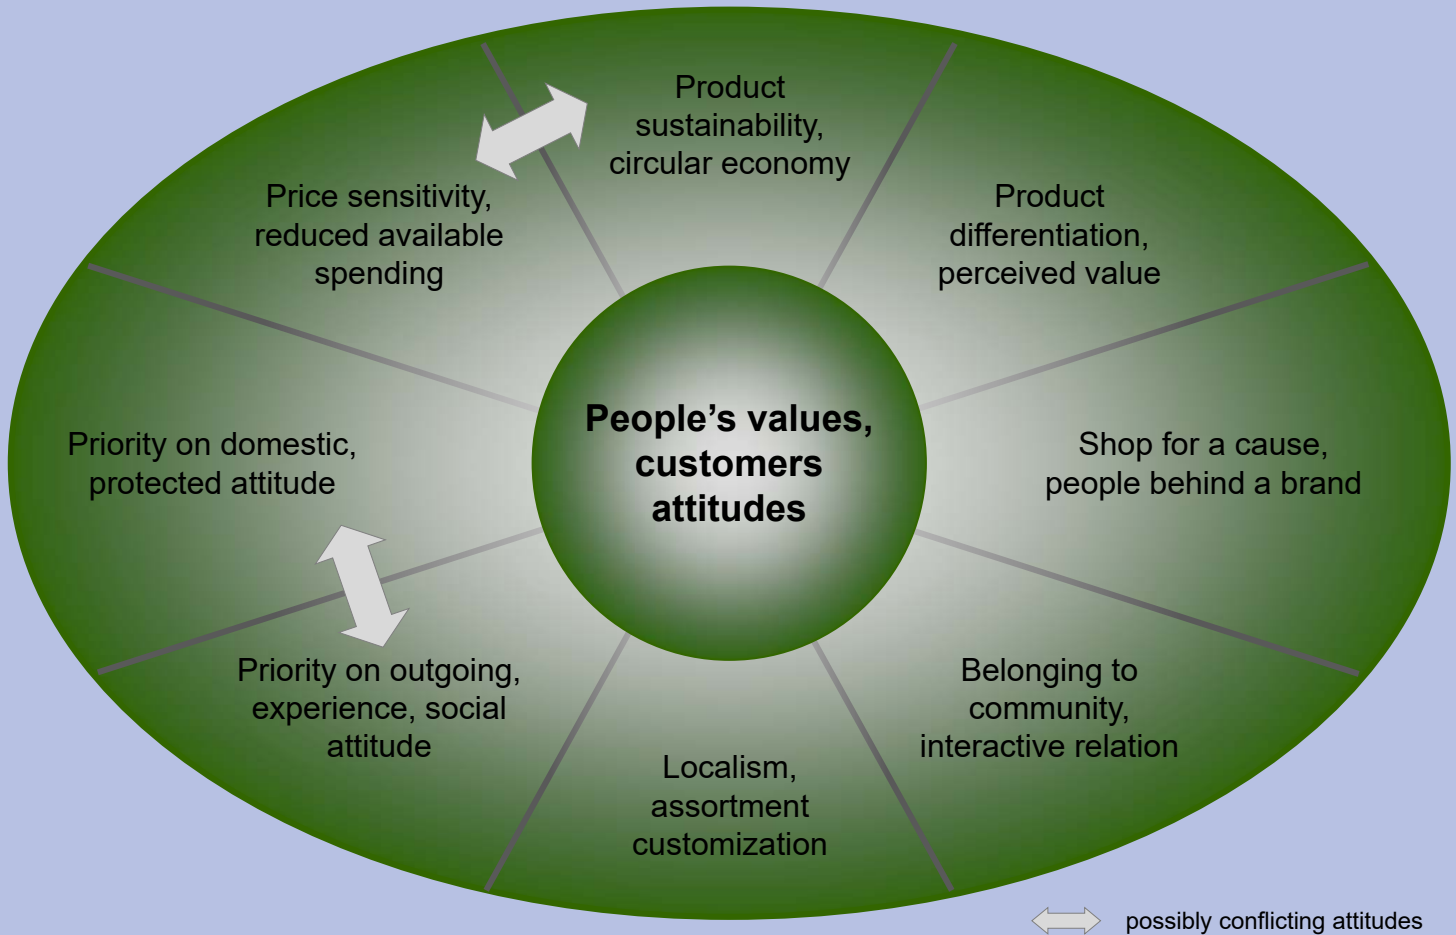 Product
sustainability,
circular economy
Price sensitivity,
reduced available
spending
Product
differentiation,
perceived value
People’s values,
customers
attitudes
Priority on domestic,
protected attitude
Shop for a cause,
people behind a brand
Priority on outgoing,
experience, social
attitude
Belonging to
community,
interactive relation
Localism,
assortment
customization
possibly conflicting attitudes